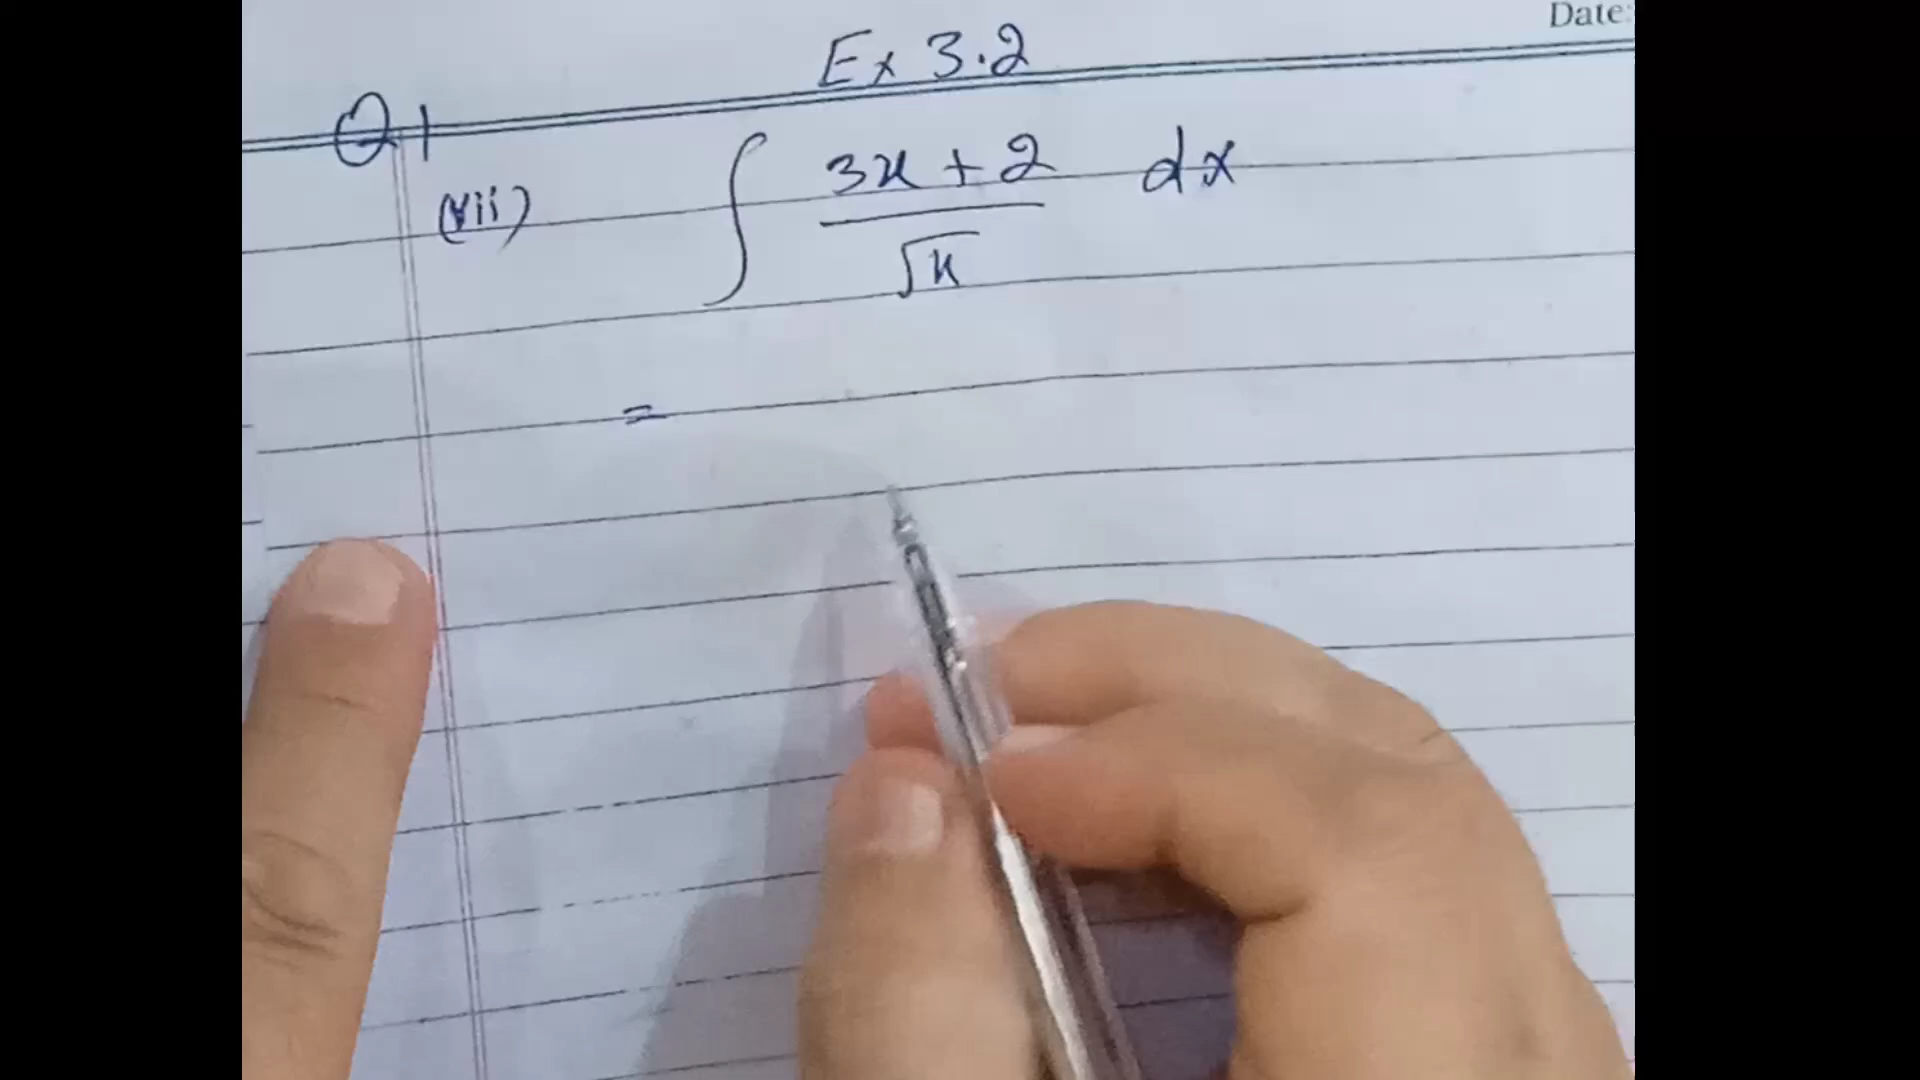 Date:
Ex 3.2
Q1
(vii) ∫ 3x + 2 / √x dx
=